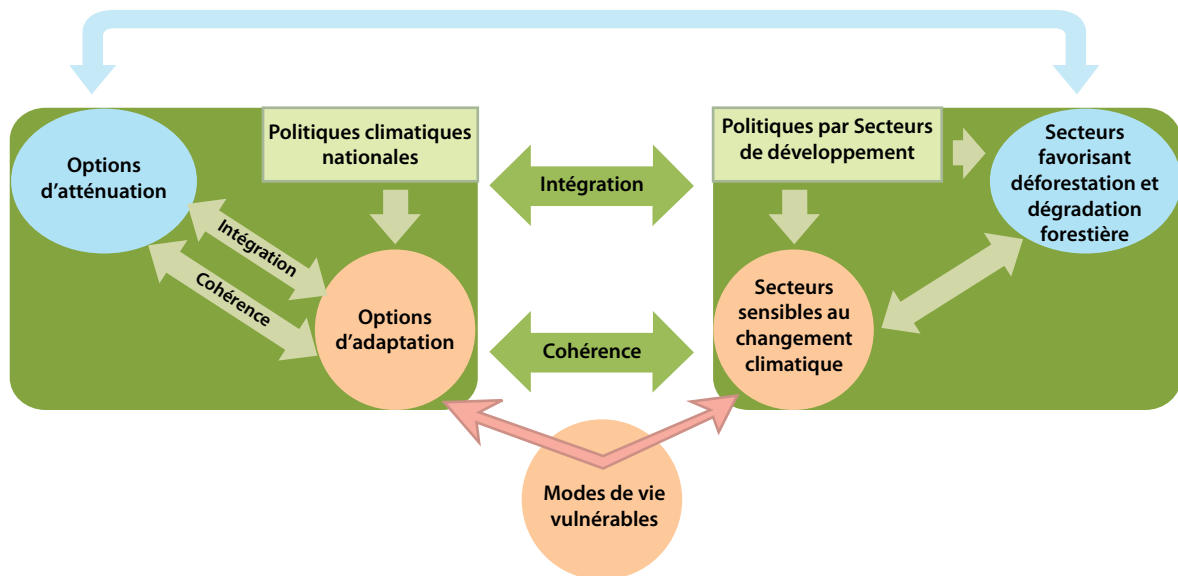 Politiques climatiques
nationales
Options
d’atténuation
Intégration
Cohérence
Options
d’adaptation
Intégration
Cohérence
Politiques par Secteurs
de développement
Secteurs
favorisant
déforestation et
dégradation
forestière
Secteurs
sensibles au
changement
climatique
Modes de vie
vulnérables